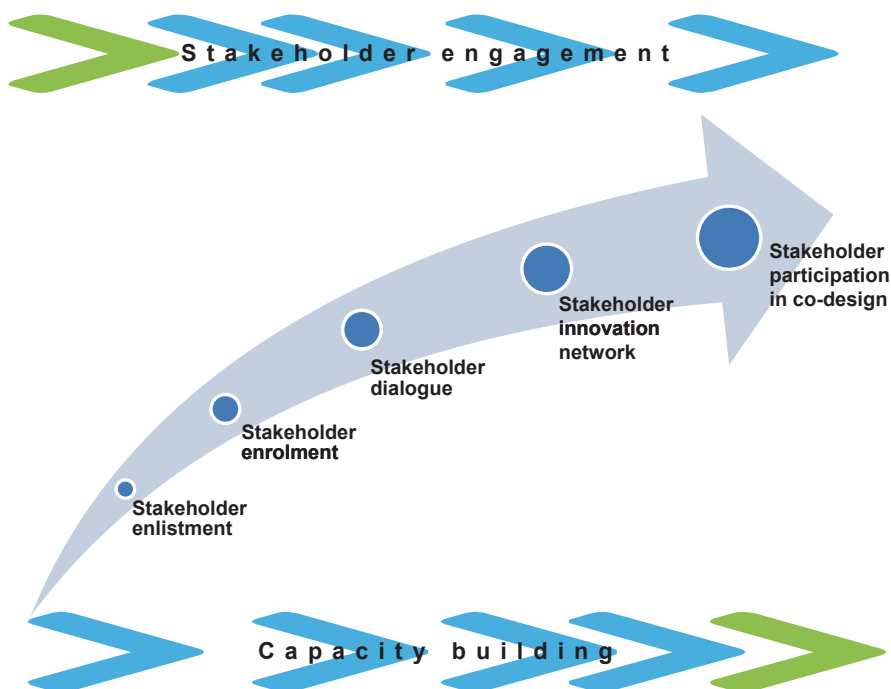 Stakeholder engagement
Stakeholder
participation
in co-design
Stakeholder
innovation
network
Stakeholder
dialogue
Stakeholder
enrolment
Stakeholder
enlistment
Capacity building